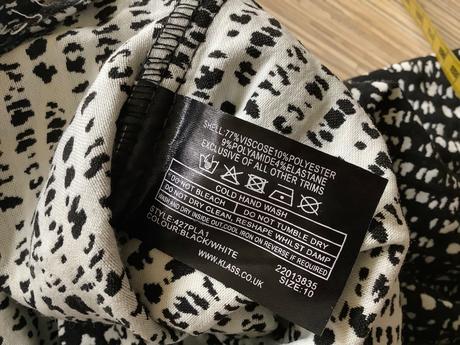 SHELL:77%VISCOSE10%POLYESTER
9%POLYAMIDE4%ELASTANE
EXCLUSIVE OF ALL OTHER TRIMS
COLD HAND WASH
DO NOT BLEACH DO NOT TUMBLE DRY
DO NOT DRY CLEAN, RESHAPE WHILST DAMP
WASH AND DRY INSIDE OUT COOL IRON ON REVERSE IF REQUIRED
STYLE:427PLA1 22013835
COLOUR:BLACK/WHITE SIZE:10
WWW.KLASS.CO.UK